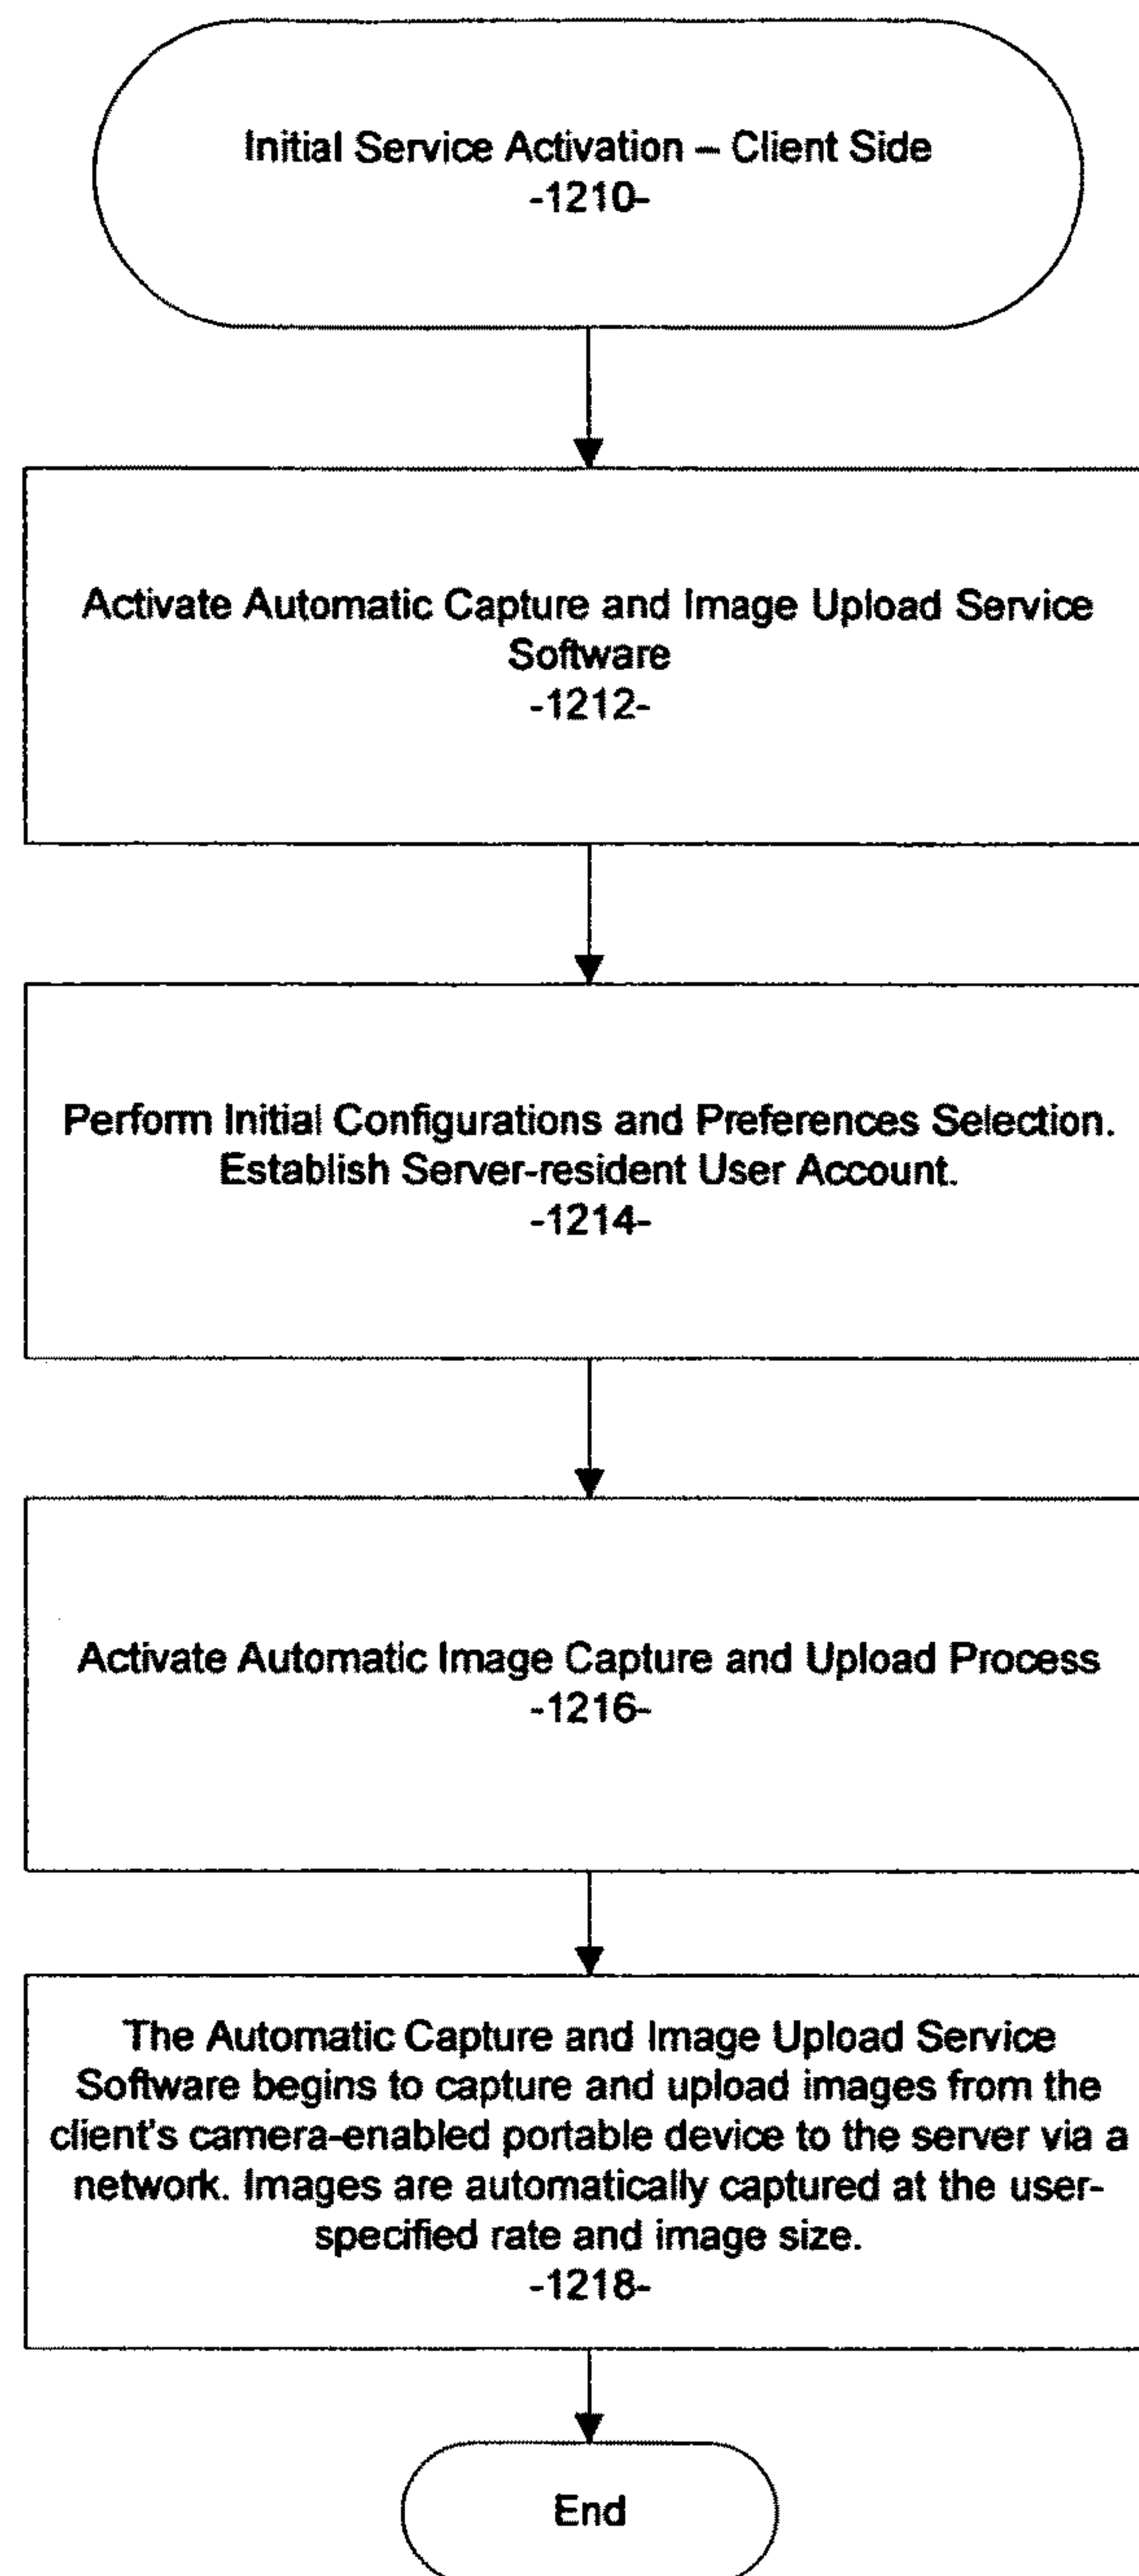 Initial Service Activation – Client Side
-1210-
Activate Automatic Capture and Image Upload Service
Software
-1212-
Perform Initial Configurations and Preferences Selection.
Establish Server-resident User Account.
-1214-
Activate Automatic Image Capture and Upload Process
-1216-
The Automatic Capture and Image Upload Service
Software begins to capture and upload images from the
client's camera-enabled portable device to the server via a
network. Images are automatically captured at the user-
specified rate and image size.
-1218-
End